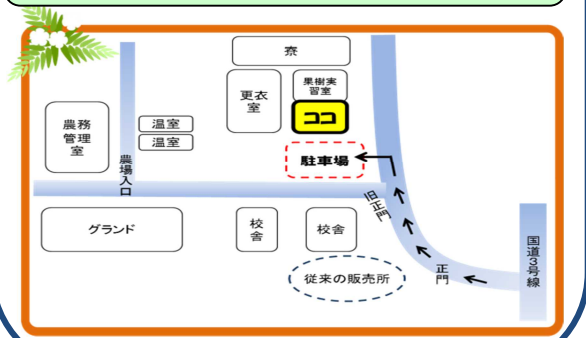 寮
更衣
室
果樹実
習室
ココ
農務
管理
室
温室
温室
駐車場
農場入口
旧正門
グランド
校
舎
校舎
従来の販売所
正門
国道3号線